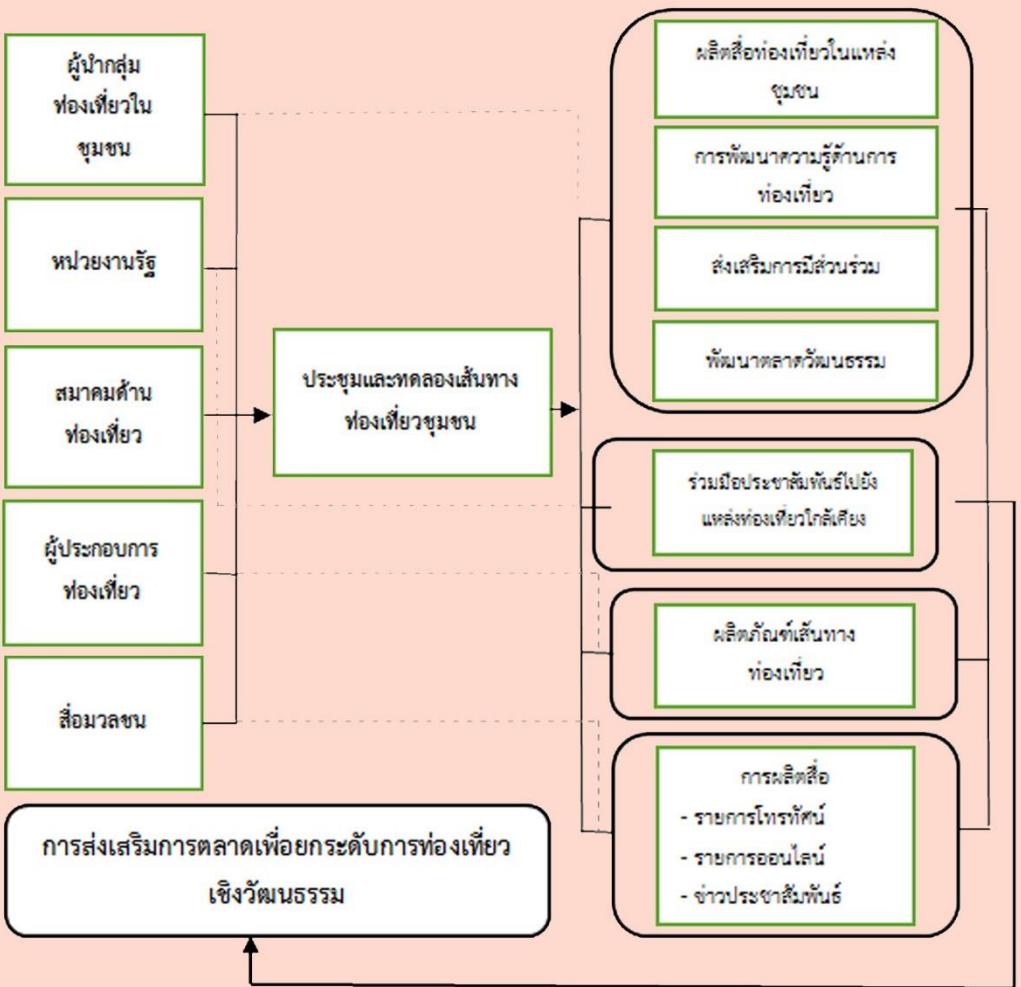 ผู้นำกลุ่ม
ท่องเที่ยวใน
ชุมชน
หน่วยงานรัฐ
สมาคมด้าน
ท่องเที่ยว
ผู้ประกอบการ
ท่องเที่ยว
สื่อมวลชน
ประชุมและทดลองเส้นทาง
ท่องเที่ยวชุมชน
ผลิตสื่อท่องเที่ยวในแหล่ง
ชุมชน
การพัฒนาความรู้ด้านการ
ท่องเที่ยว
ส่งเสริมการมีส่วนร่วม
พัฒนาตลาดวัฒนธรรม
ร่วมมือประชาสัมพันธ์ไปยัง
แหล่งท่องเที่ยวใกล้เคียง
ผลิตภัณฑ์เส้นทาง
ท่องเที่ยว
การผลิตสื่อ
- รายการโทรทัศน์
- รายการออนไลน์
- ข่าวประชาสัมพันธ์
การส่งเสริมการตลาดเพื่อยกระดับการท่องเที่ยว
เชิงวัฒนธรรม